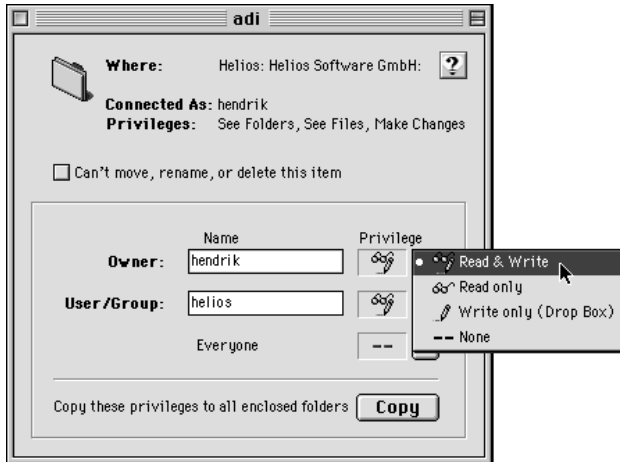 adi
Where: Helios: Helios Software GmbH: ?
Connected As: hendrik
Privileges: See Folders, See Files, Make Changes
Can't move, rename, or delete this item
Name Privilege
Owner: hendrik
Read & Write
Read only
User/Group: helios
Write only (Drop Box)
-- None
Everyone --
Copy these privileges to all enclosed folders Copy